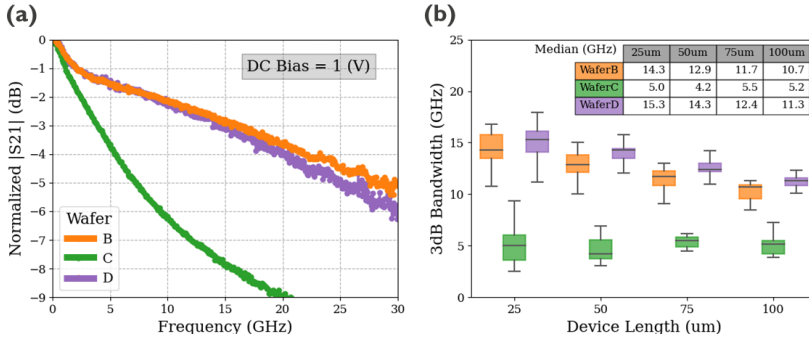 (a)
0
-1
-2
-3
-4
-5
-6
-7
-8
-9
Normalized |S21| (dB)
DC Bias = 1 (V)
Wafer
B
C
D
0 5 10 15 20 25 30
Frequency (GHz)
(b)
25
20
15
10
5
0
3dB Bandwidth (GHz)
Median (GHz) 25um 50um 75um 100um
WaferB 14.3 12.9 11.7 10.7
WaferC 5.0 4.2 5.5 5.2
WaferD 15.3 14.3 12.4 11.3
25 50 75 100
Device Length (um)